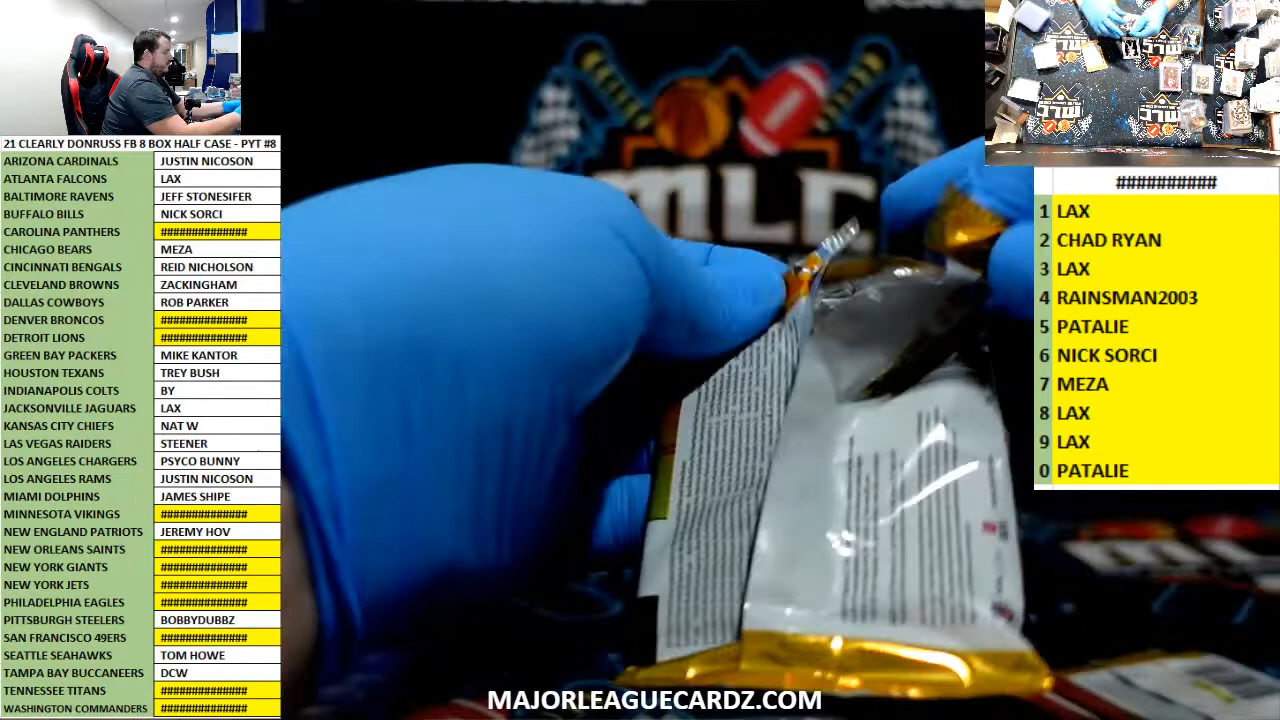 21 CLEARLY DONRUSS FB 8 BOX HALF CASE - PYT #8
ARIZONA CARDINALS JUSTIN NICOSON
ATLANTA FALCONS LAX
BALTIMORE RAVENS JEFF STONESIFER
BUFFALO BILLS NICK SORCI
CAROLINA PANTHERS ##############
CHICAGO BEARS MEZA
CINCINNATI BENGALS REID NICHOLSON
CLEVELAND BROWNS ZACKINGHAM
DALLAS COWBOYS ROB PARKER
DENVER BRONCOS ##############
DETROIT LIONS ##############
GREEN BAY PACKERS MIKE KANTOR
HOUSTON TEXANS TREY BUSH
INDIANAPOLIS COLTS BY
JACKSONVILLE JAGUARS LAX
KANSAS CITY CHIEFS NAT W
LAS VEGAS RAIDERS STEENER
LOS ANGELES CHARGERS PSYCO BUNNY
LOS ANGELES RAMS JUSTIN NICOSON
MIAMI DOLPHINS JAMES SHIPE
MINNESOTA VIKINGS ##############
NEW ENGLAND PATRIOTS JEREMY HOV
NEW ORLEANS SAINTS ##############
NEW YORK GIANTS ##############
NEW YORK JETS ##############
PHILADELPHIA EAGLES ##############
PITTSBURGH STEELERS BOBBYDUBBZ
SAN FRANCISCO 49ERS ##############
SEATTLE SEAHAWKS TOM HOWE
TAMPA BAY BUCCANEERS DCW
TENNESSEE TITANS ##############
WASHINGTON COMMANDERS ##############
MLC
MAJORLEAGUECARDZ.COM
##########
1 LAX
2 CHAD RYAN
3 LAX
4 RAINSMAN2003
5 PATALIE
6 NICK SORCI
7 MEZA
8 LAX
9 LAX
0 PATALIE